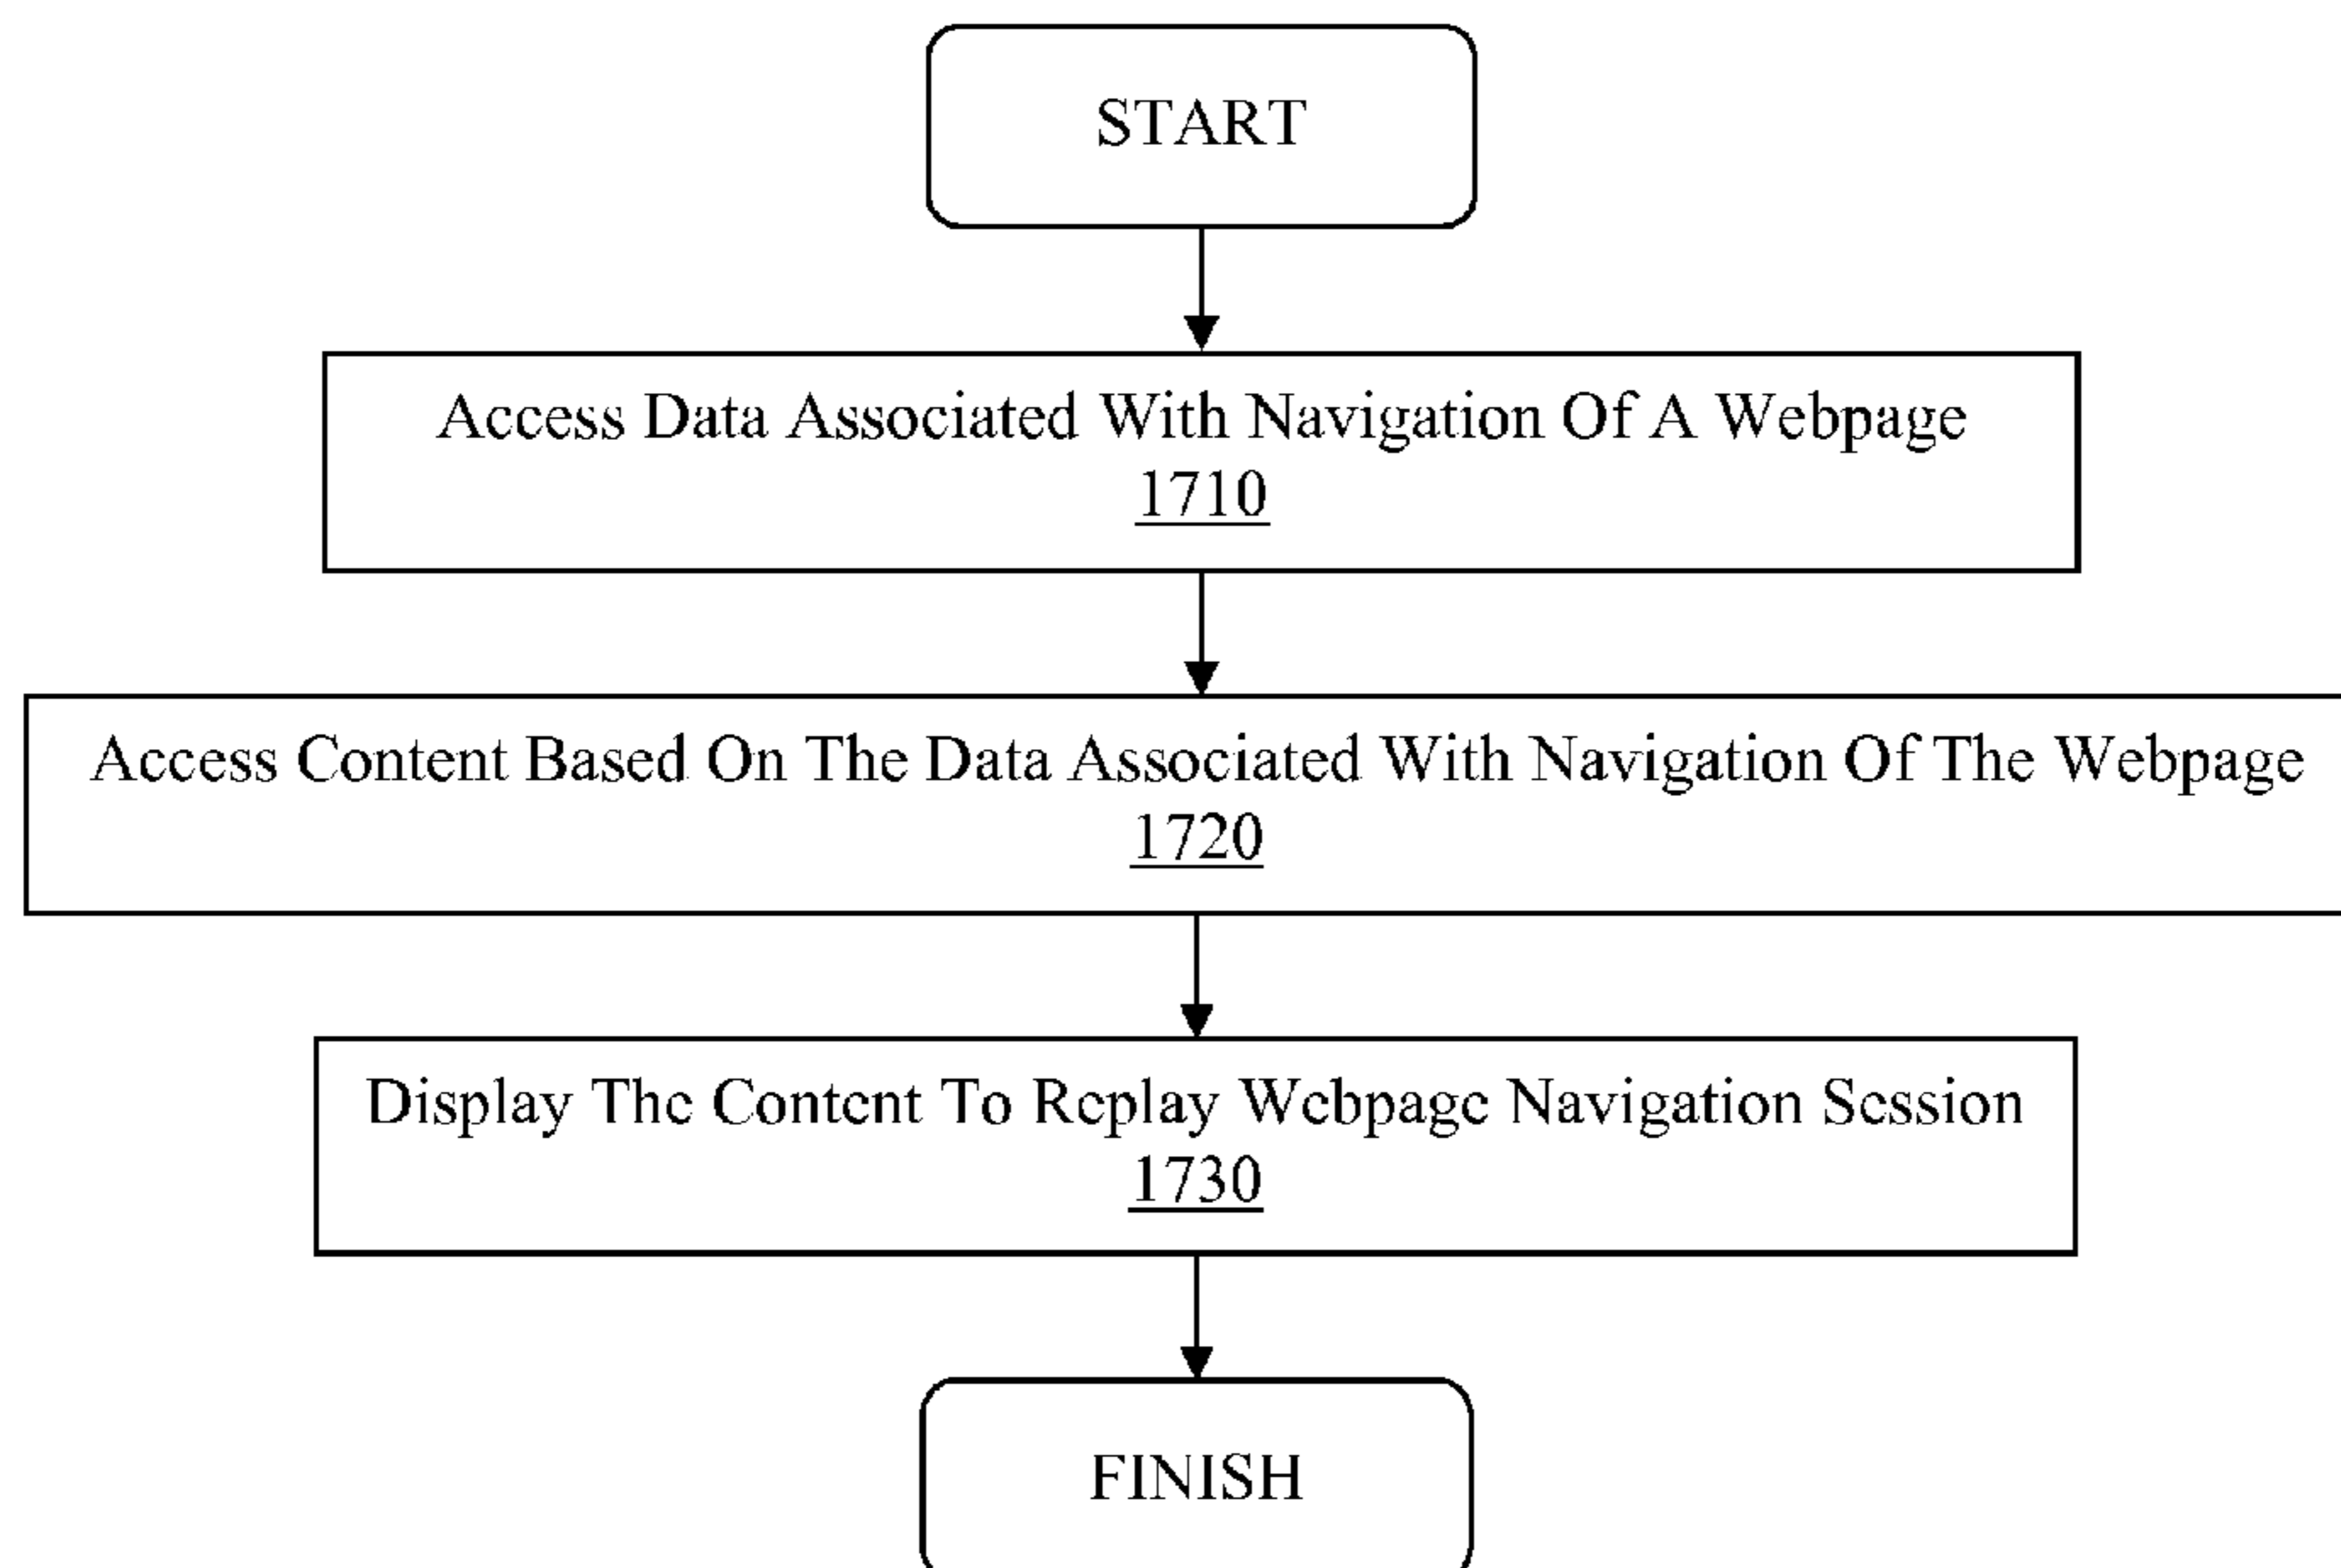 START
Access Data Associated With Navigation Of A Webpage
1710
Access Content Based On The Data Associated With Navigation Of The Webpage
1720
Display The Content To Replay Webpage Navigation Session
1730
FINISH